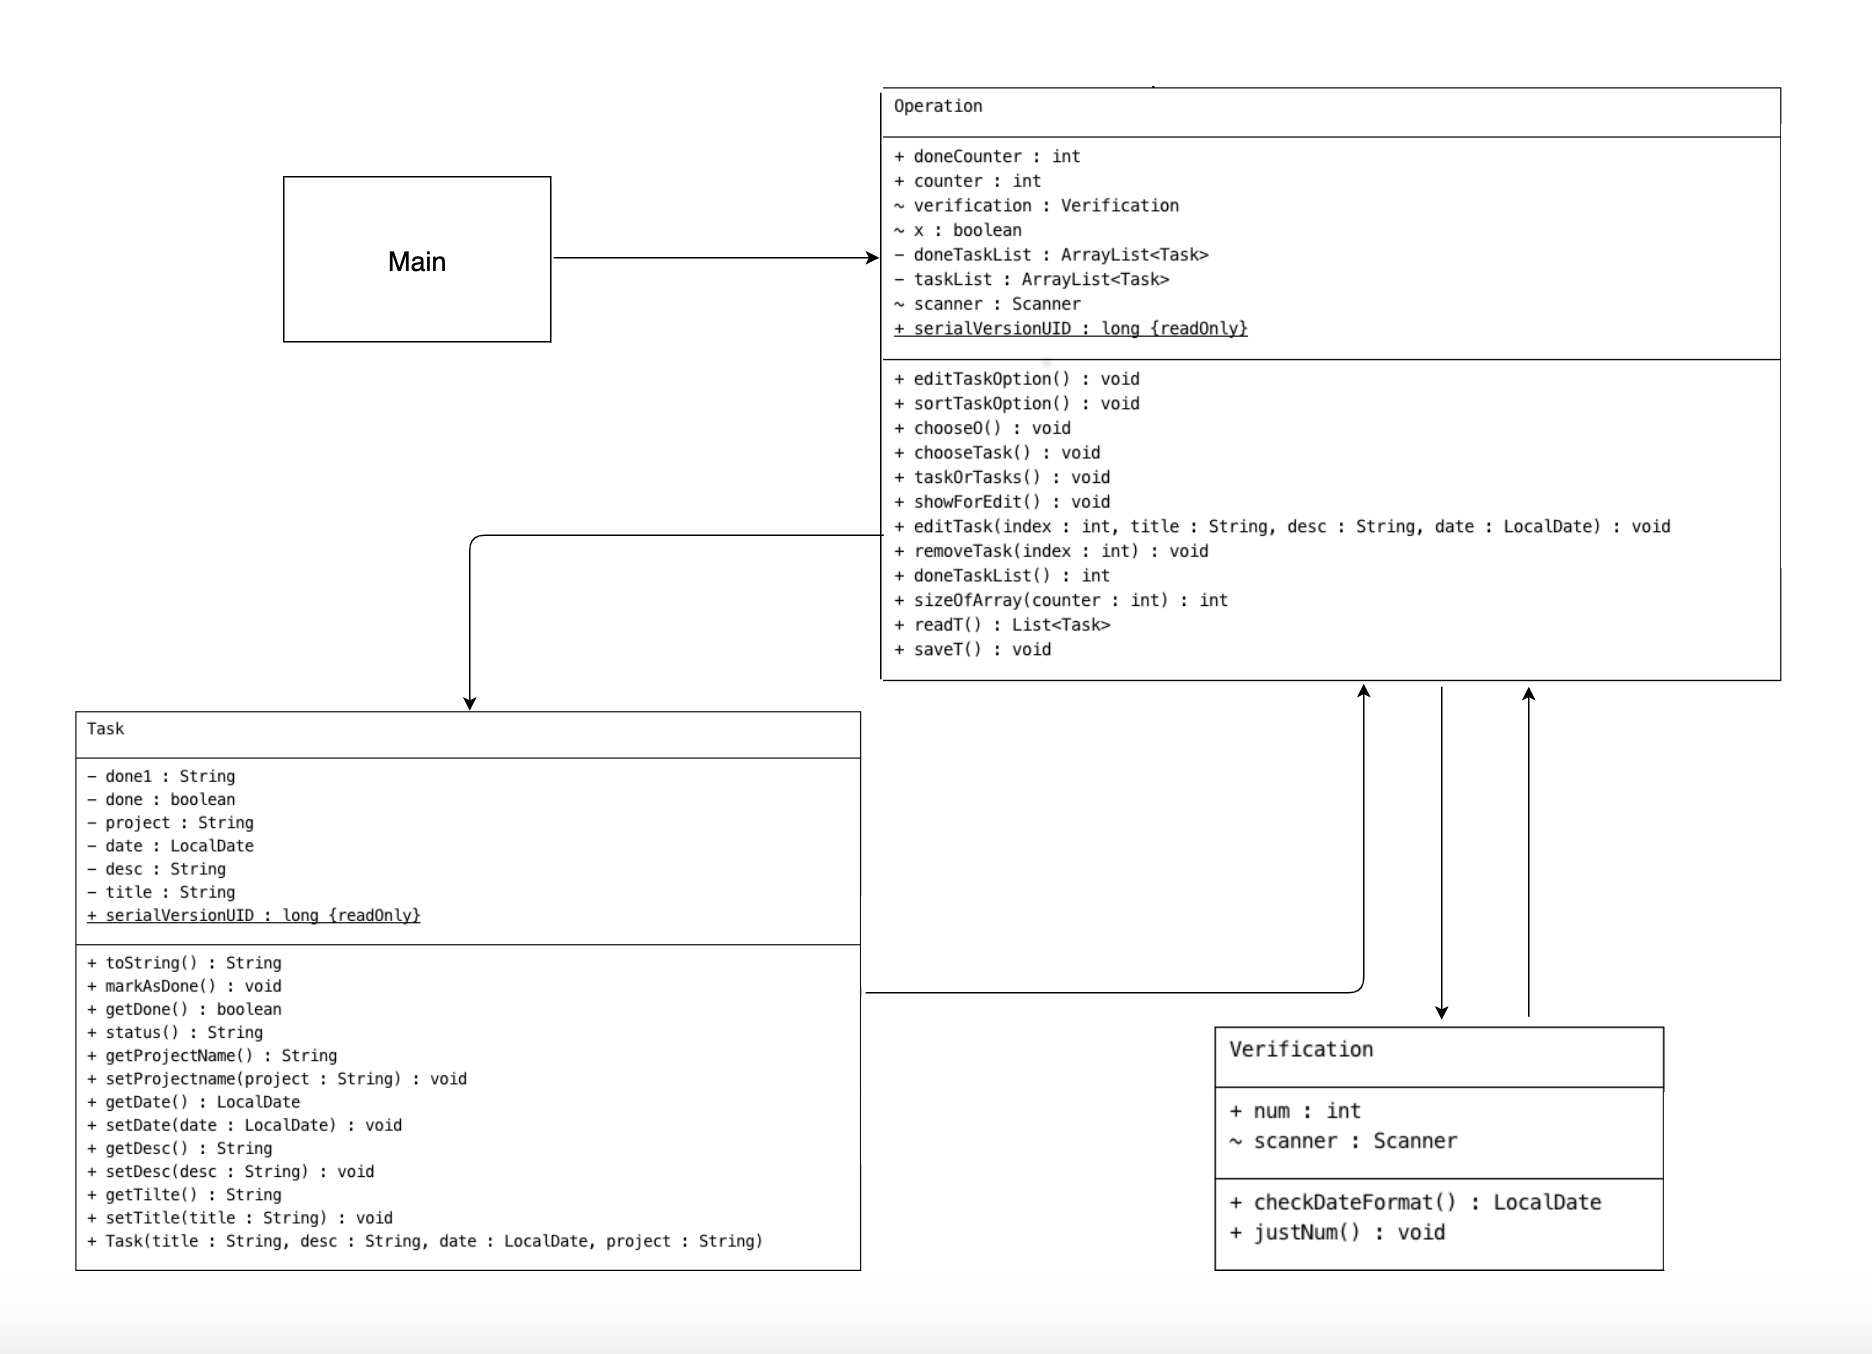 Operation
+ doneCounter : int
+ counter : int
~ verification : Verification
~ x : boolean
− doneTaskList : ArrayList<Task>
− taskList : ArrayList<Task>
~ scanner : Scanner
+ serialVersionUID : long {readOnly}
+ editTaskOption() : void
+ sortTaskOption() : void
+ chooseO() : void
+ chooseTask() : void
+ taskOrTasks() : void
+ showForEdit() : void
+ editTask(index : int, title : String, desc : String, date : LocalDate) : void
+ removeTask(index : int) : void
+ doneTaskList() : int
+ sizeOfArray(counter : int) : int
+ readT() : List<Task>
+ saveT() : void
Main
Task
− done1 : String
− done : boolean
− project : String
− date : LocalDate
− desc : String
− title : String
+ serialVersionUID : long {readOnly}
+ toString() : String
+ markAsDone() : void
+ getDone() : boolean
+ status() : String
+ getProjectName() : String
+ setProjectname(project : String) : void
+ getDate() : LocalDate
+ setDate(date : LocalDate) : void
+ getDesc() : String
+ setDesc(desc : String) : void
+ getTilte() : String
+ setTitle(title : String) : void
+ Task(title : String, desc : String, date : LocalDate, project : String)
Verification
+ num : int
~ scanner : Scanner
+ checkDateFormat() : LocalDate
+ justNum() : void